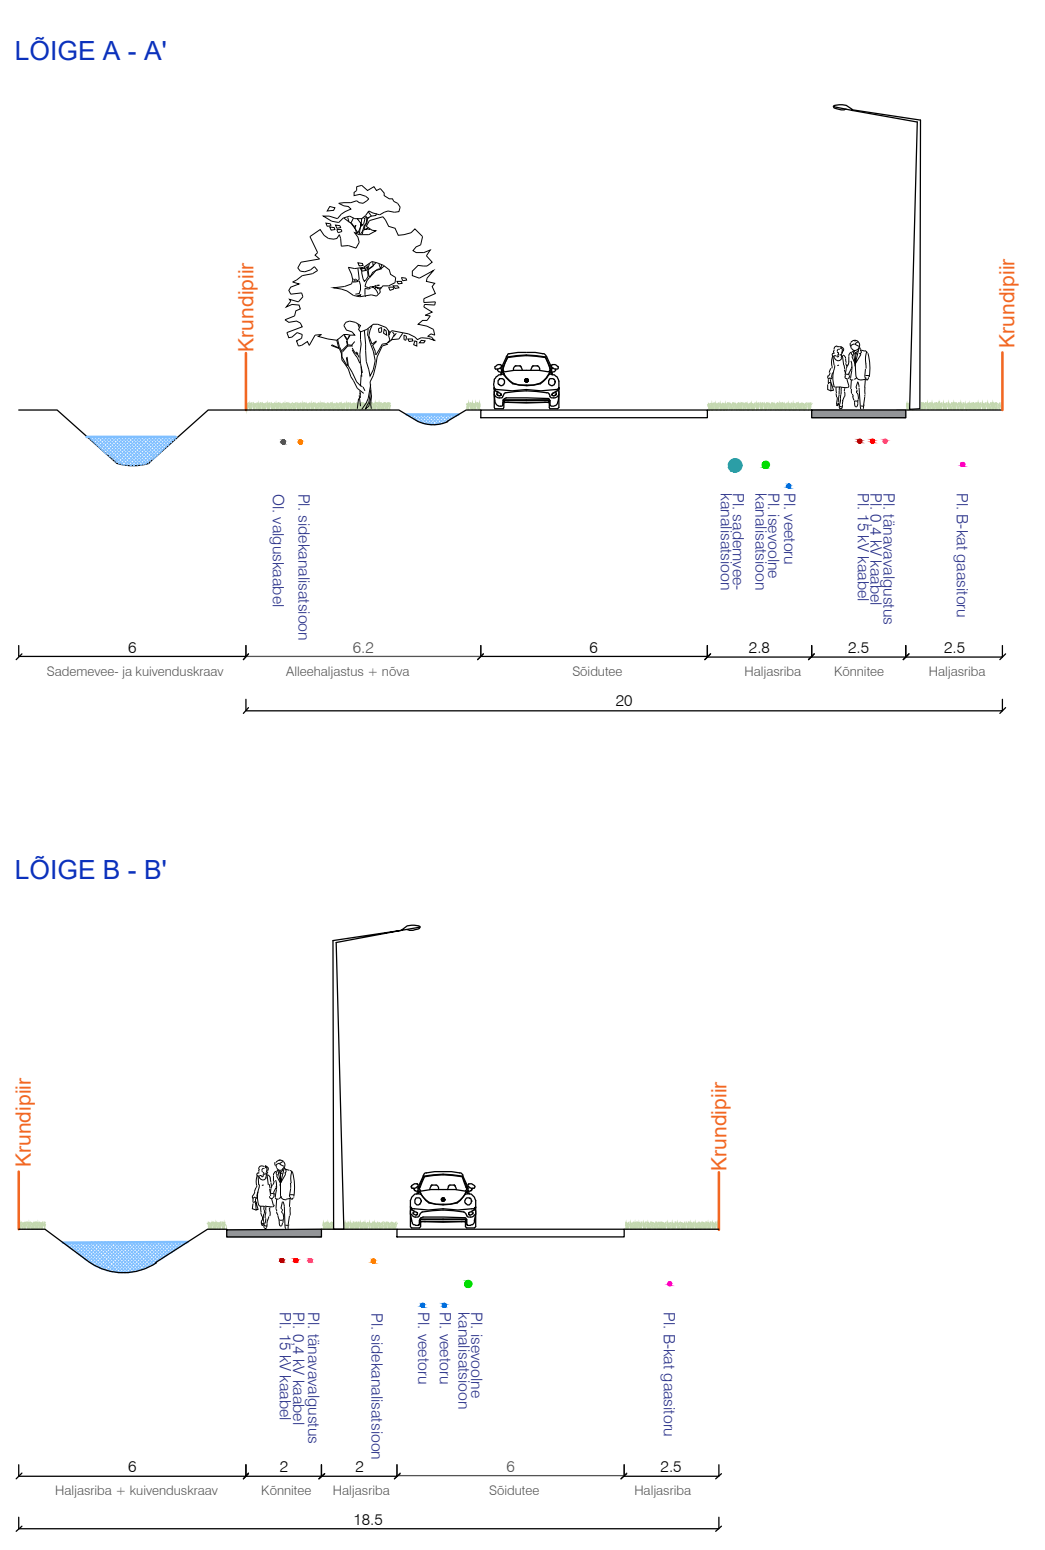 LÕIGE A - A'
Krundipiir
Krundipiir
Ol. valguskaabel
Pl. sidekanalisatsioon
Pl. sademvee-
kanalisatsioon
Pl. isevoolne
kanalisatsioon
Pl. veetoru
Pl. 15 kV kaabel
Pl. 0,4 kV kaabel
Pl. tänavavalgustus
Pl. B-kat gaasitoru
6
6.2
6
2.8
2.5
2.5
Sademevee- ja kuivenduskraav
Alleehaljastus + nõva
Sõidutee
Haljasriba
Kõnnitee
Haljasriba
20
LÕIGE B - B'
Krundipiir
Krundipiir
Pl. 15 kV kaabel
Pl. 0,4 kV kaabel
Pl. tänavavalgustus
Pl. sidekanalisatsioon
Pl. veetoru
Pl. veetoru
Pl. isevoolne
kanalisatsioon
Pl. B-kat gaasitoru
6
2
2
6
2.5
Haljasriba + kuivenduskraav
Kõnnitee
Haljasriba
Sõidutee
Haljasriba
18.5